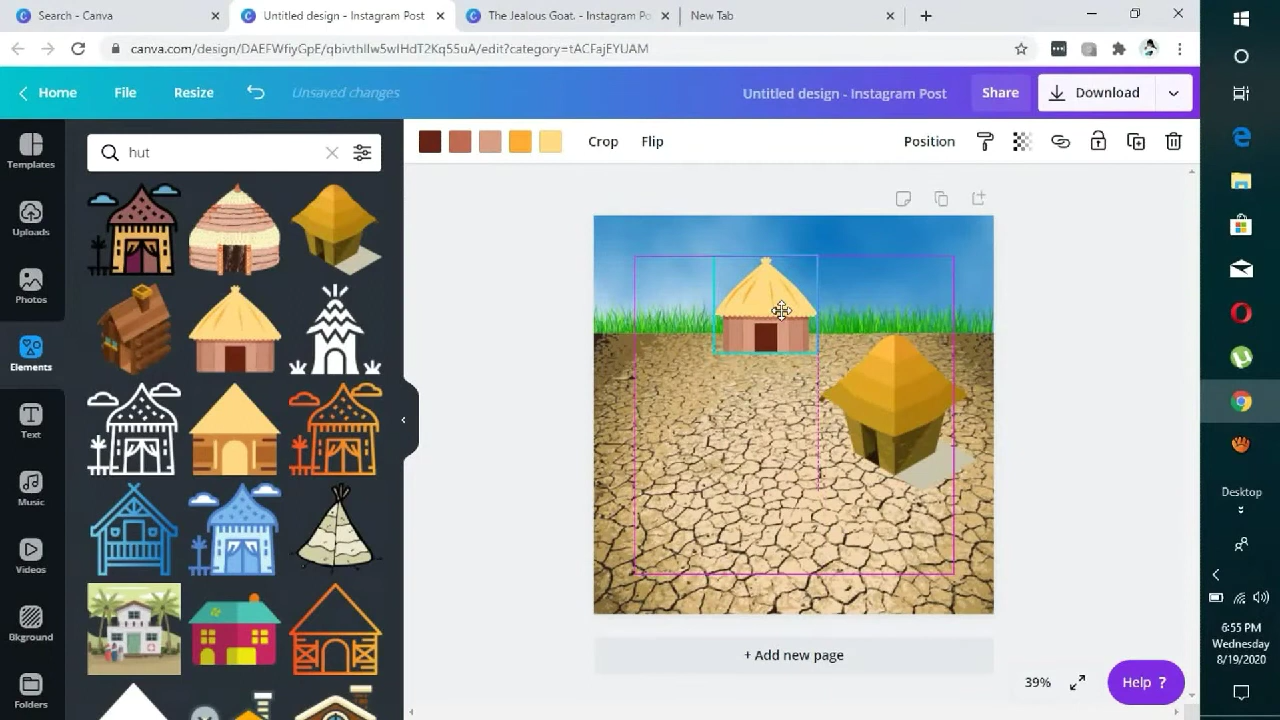 Search - Canva
Untitled design - Instagram Post
The Jealous Goat. - Instagram Po
New Tab
canva.com/design/DAEFWfiyGpE/qbivthIlw5wIHdT2Kq55uA/edit?category=tACFajEYUAM
Home
File
Resize
Unsaved changes
Untitled design - Instagram Post
Share
Download
Templates
Uploads
Photos
Elements
Text
Music
Videos
Bkground
Folders
hut
Crop
Flip
Position
+ Add new page
39%
Help ?
Desktop
6:55 PM
Wednesday
8/19/2020